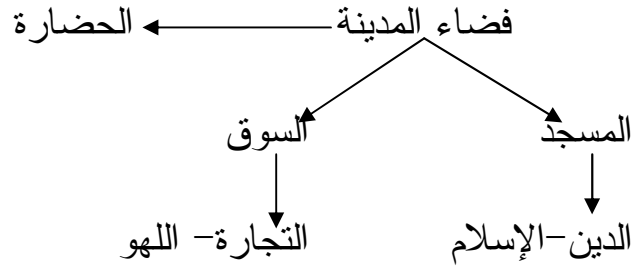 فضاء المدينة الحضارة
المسجد السوق
الدين–الإسلام التجارة– اللهو